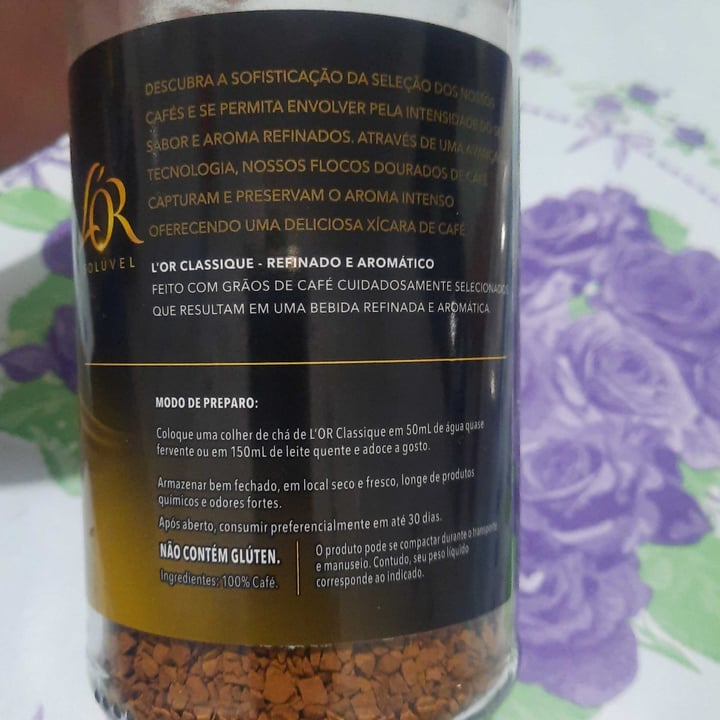 DESCUBRA A SOFISTICAÇÃO DA SELEÇÃO DOS NOSSOS
CAFÉS E SE PERMITA ENVOLVER PELA INTENSIDADE DO
SABOR E AROMA REFINADOS. ATRAVÉS DE UMA
TECNOLOGIA, NOSSOS FLOCOS DOURADOS DE CAFÉ
CAPTURAM E PRESERVAM O AROMA INTENSO
OFERECENDO UMA DELICIOSA XÍCARA DE CAFÉ
L'OR
SOLÚVEL
L'OR CLASSIQUE - REFINADO E AROMÁTICO
FEITO COM GRÃOS DE CAFÉ CUIDADOSAMENTE SELECIONADOS
QUE RESULTAM EM UMA BEBIDA REFINADA E AROMÁTICA.
MODO DE PREPARO:
Coloque uma colher de chá de L'OR Classique em 50mL de água quase
fervente ou em 150mL de leite quente e adoce a gosto.
Armazenar bem fechado, em local seco e fresco, longe de produtos
químicos e odores fortes.
Após aberto, consumir preferencialmente em até 30 dias.
NÃO CONTÉM GLÚTEN.
Ingredientes: 100% Café.
O produto pode se compactar durante o transporte
e manuseio. Contudo, seu peso líquido
corresponde ao indicado.